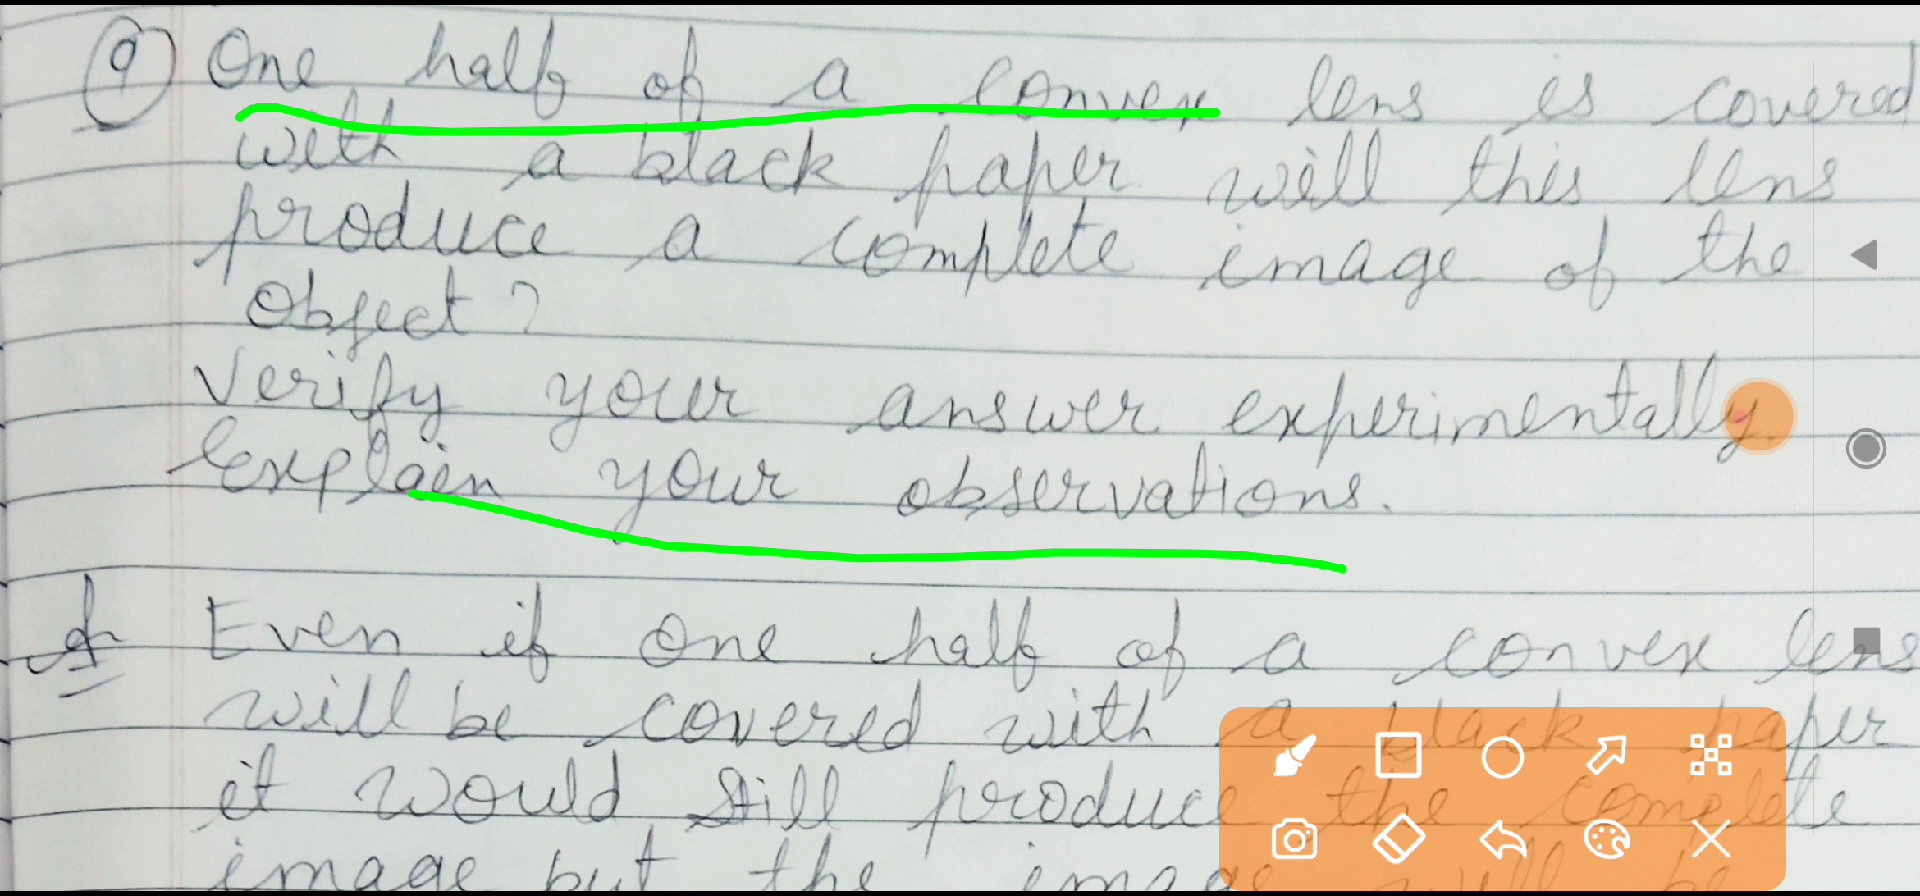 9 One half of a convex lens is covered
with a black paper will this lens
produce a complete image of the
object?
Verify your answer experimentally
Explain your observations.
Even if one half of a convex lens
will be covered with a black paper
it would still produce the complete
image but the image will be